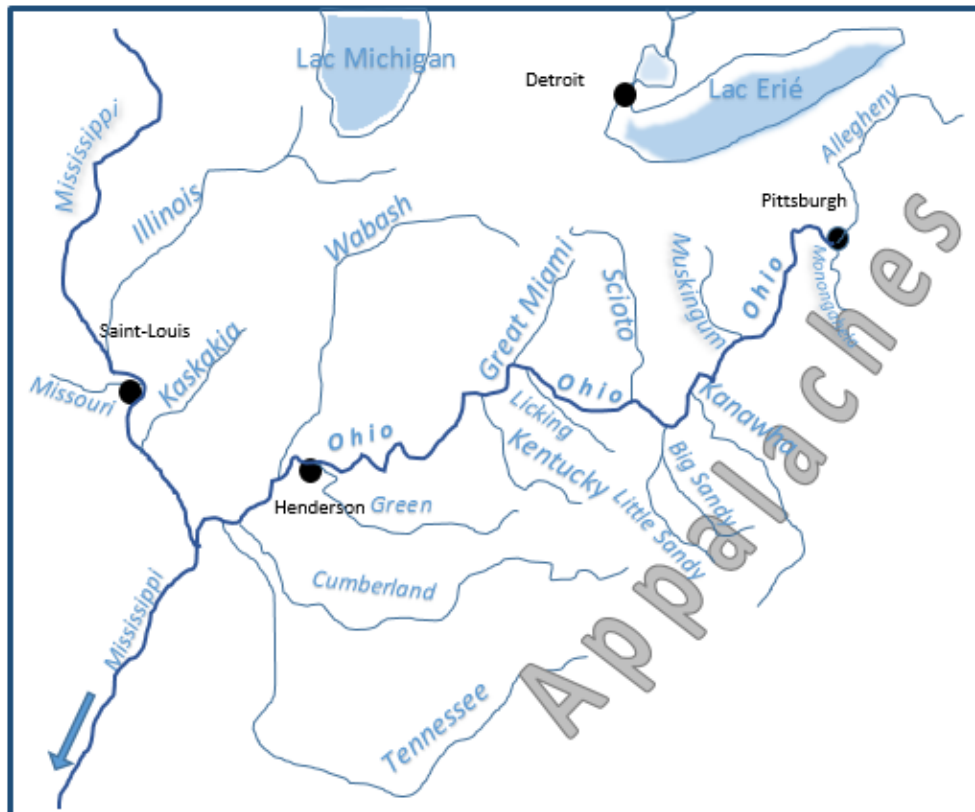 Lac Michigan
Detroit
Lac Erié
Allegheny
Mississippi
Illinois
Wabash
Pittsburgh
Monongahela
Great Miami
Scioto
Muskingum
Ohio
Appalaches
Saint-Louis
Missouri
Kaskakia
Ohio
Licking
Kanawha
Ohio
Kentucky
Big Sandy
Little Sandy
Henderson
Green
Cumberland
Mississippi
Tennessee